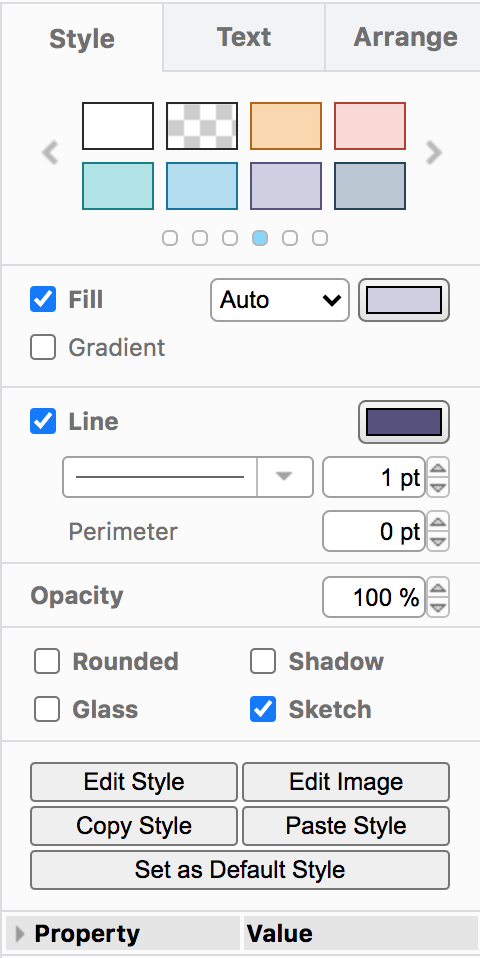 Style Text Arrange
Fill Auto
Gradient
Line
1 pt
Perimeter 0 pt
Opacity 100 %
Rounded Shadow
Glass Sketch
Edit Style Edit Image
Copy Style Paste Style
Set as Default Style
Property Value